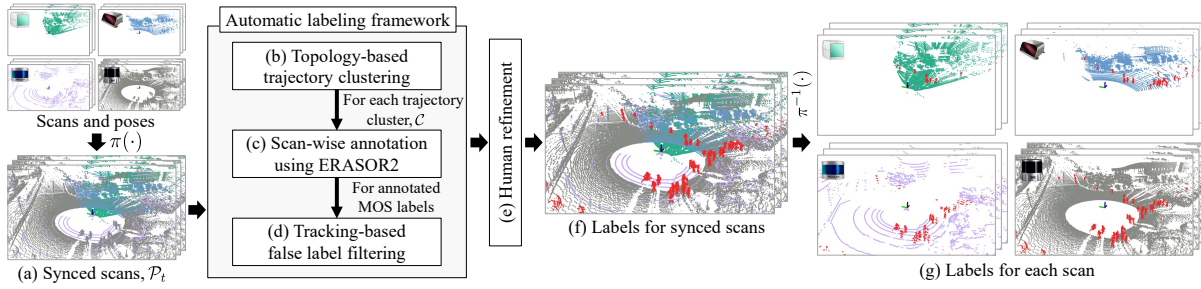 Scans and poses
π(·)
(a) Synced scans, 𝒫ₜ
Automatic labeling framework
(b) Topology-based
trajectory clustering
For each trajectory
cluster, 𝒞
(c) Scan-wise annotation
using ERASOR2
For annotated
MOS labels
(d) Tracking-based
false label filtering
(e) Human refinement
(f) Labels for synced scans
π⁻¹(·)
(g) Labels for each scan